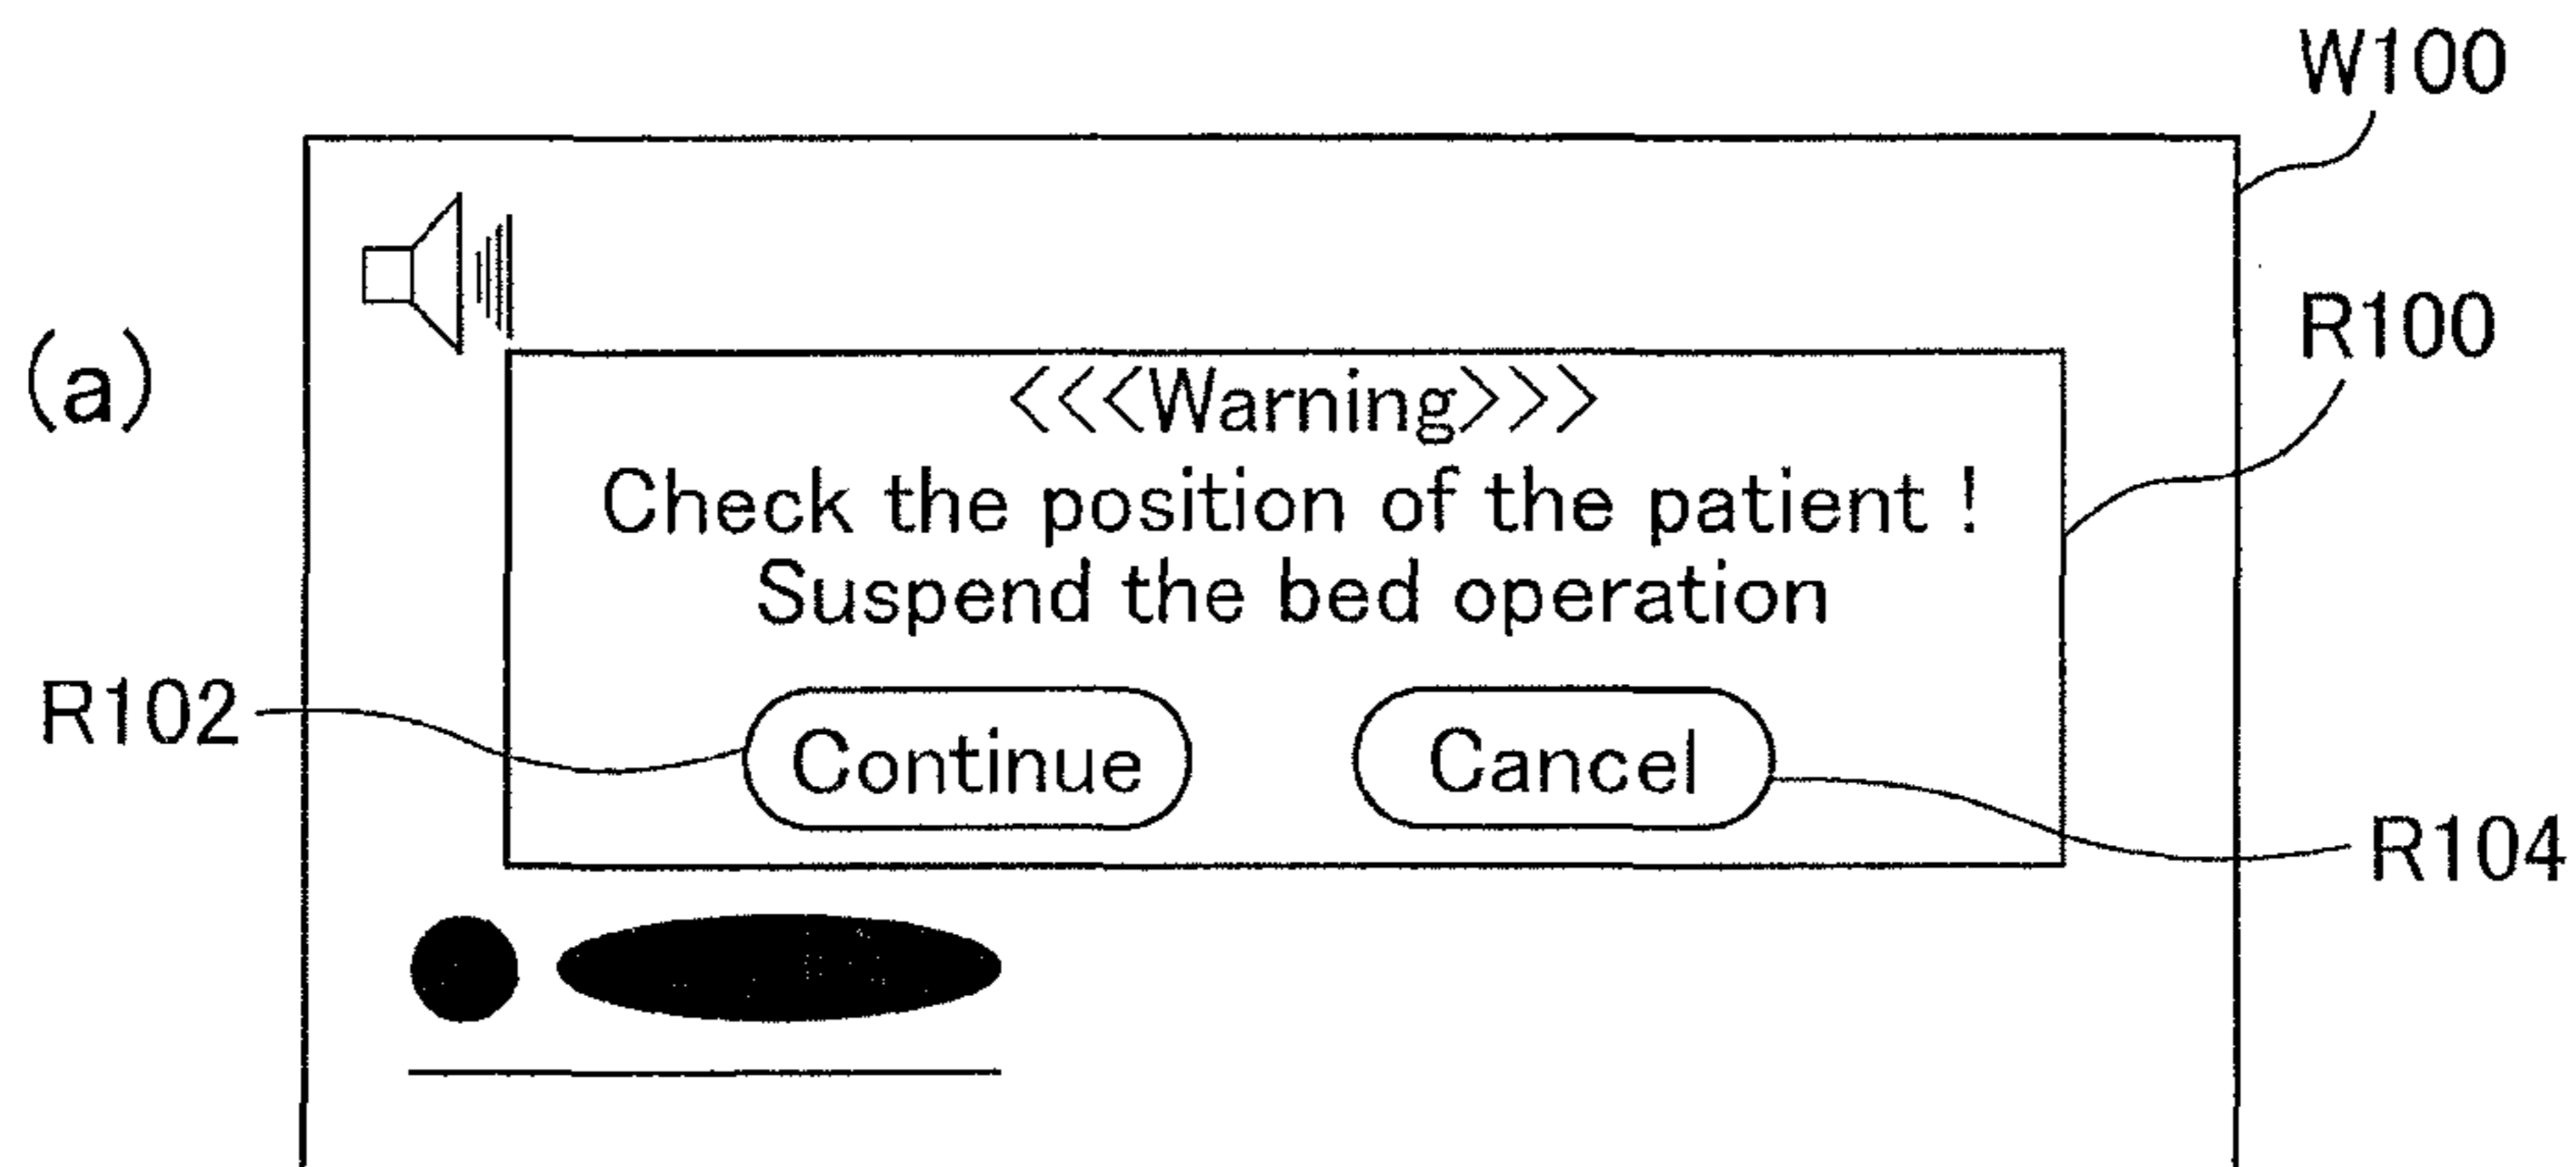 W100
R100
(a)
<<<Warning>>>
Check the position of the patient !
Suspend the bed operation
R102
Continue
Cancel
R104